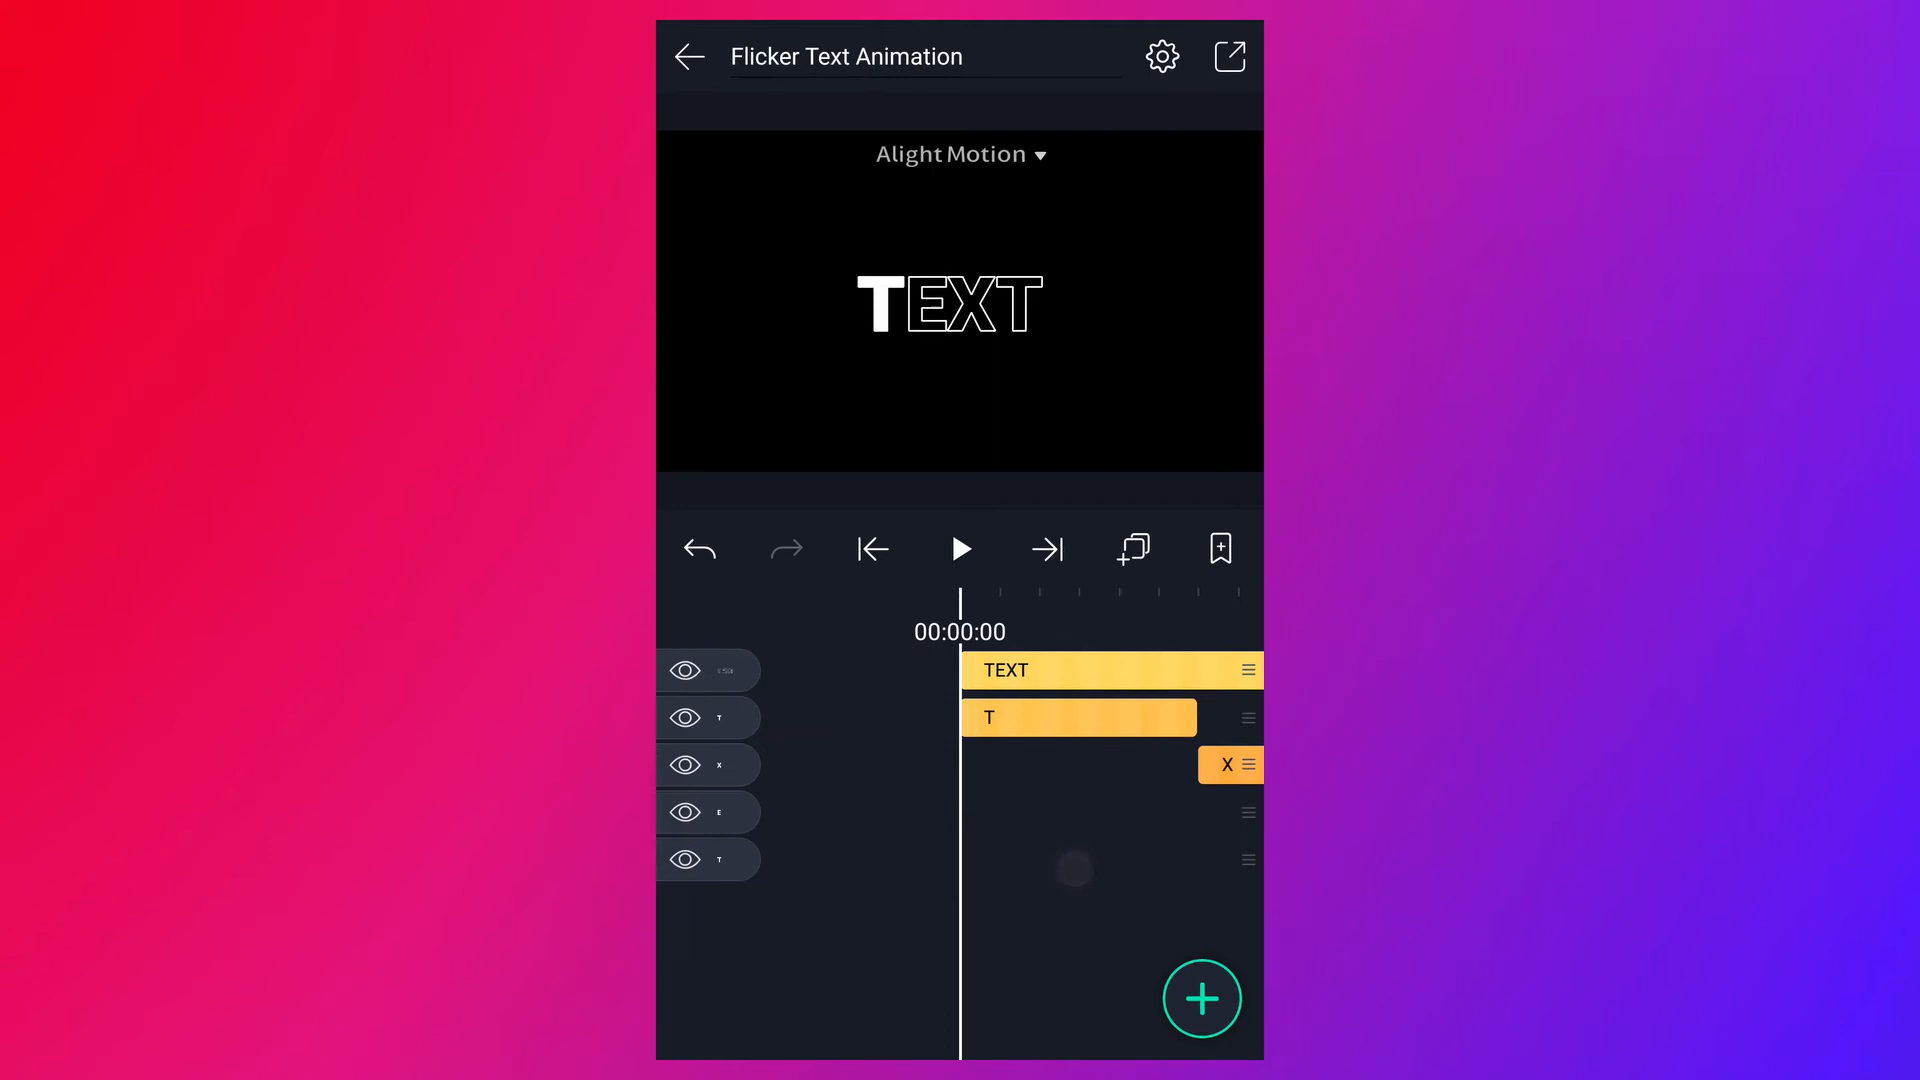 Flicker Text Animation
Alight Motion
TEXT
00:00:00
TEXT
T
T
X
X
E
T